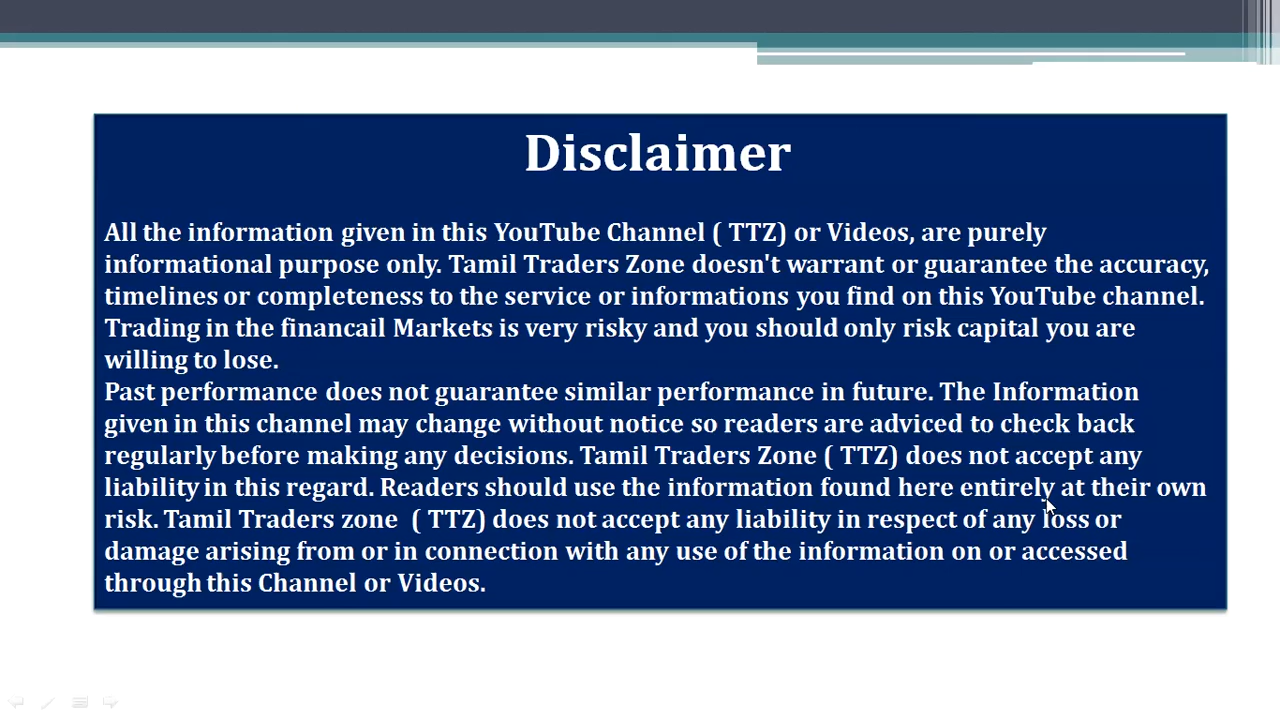 Disclaimer
All the information given in this YouTube Channel ( TTZ) or Videos, are purely
informational purpose only. Tamil Traders Zone doesn't warrant or guarantee the accuracy,
timelines or completeness to the service or informations you find on this YouTube channel.
Trading in the financail Markets is very risky and you should only risk capital you are
willing to lose.
Past performance does not guarantee similar performance in future. The Information
given in this channel may change without notice so readers are adviced to check back
regularly before making any decisions. Tamil Traders Zone ( TTZ) does not accept any
liability in this regard. Readers should use the information found here entirely at their own
risk. Tamil Traders zone  ( TTZ) does not accept any liability in respect of any loss or
damage arising from or in connection with any use of the information on or accessed
through this Channel or Videos.